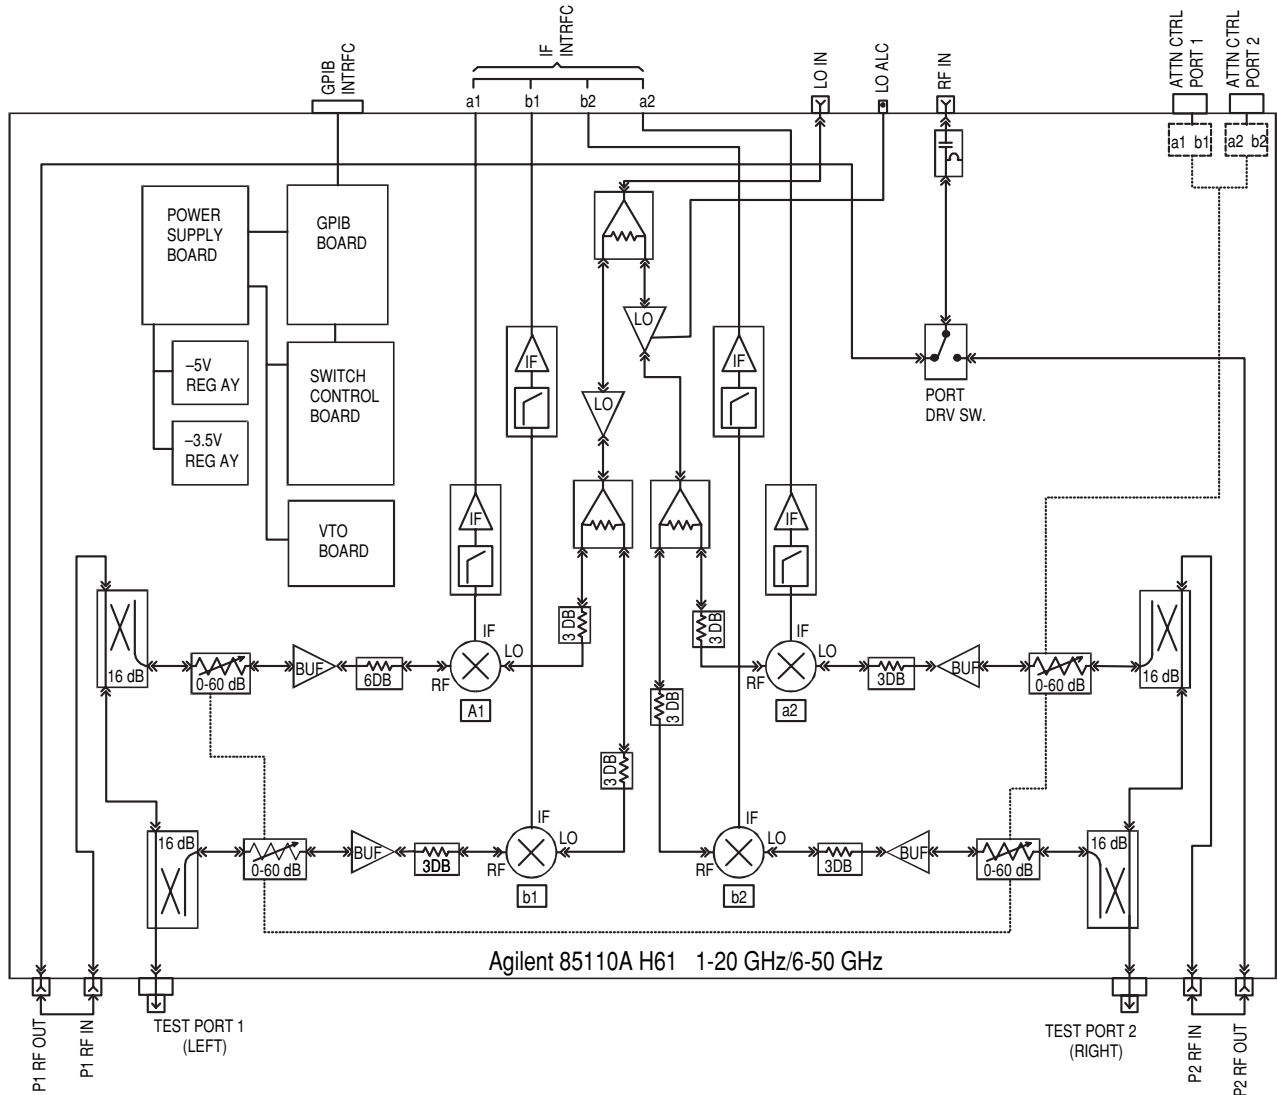 GPIB
INTRFC
IF
INTRFC
a1
b1
b2
a2
LO IN
LO ALC
RF IN
ATTN CTRL
PORT 1
ATTN CTRL
PORT 2
a1 b1
a2 b2
POWER
SUPPLY
BOARD
GPIB
BOARD
–5V
REG AY
–3.5V
REG AY
SWITCH
CONTROL
BOARD
VTO
BOARD
LO
LO
IF
IF
IF
IF
PORT
DRV SW.
3 DB
3 DB
3 DB
3 DB
16 dB
0-60 dB
BUF
6DB
RF
IF
LO
A1
RF
IF
LO
a2
3DB
BUF
0-60 dB
16 dB
16 dB
0-60 dB
BUF
3DB
RF
IF
LO
b1
RF
IF
LO
b2
3DB
BUF
0-60 dB
16 dB
Agilent 85110A H61 1-20 GHz/6-50 GHz
P1 RF OUT
P1 RF IN
TEST PORT 1
(LEFT)
TEST PORT 2
(RIGHT)
P2 RF IN
P2 RF OUT